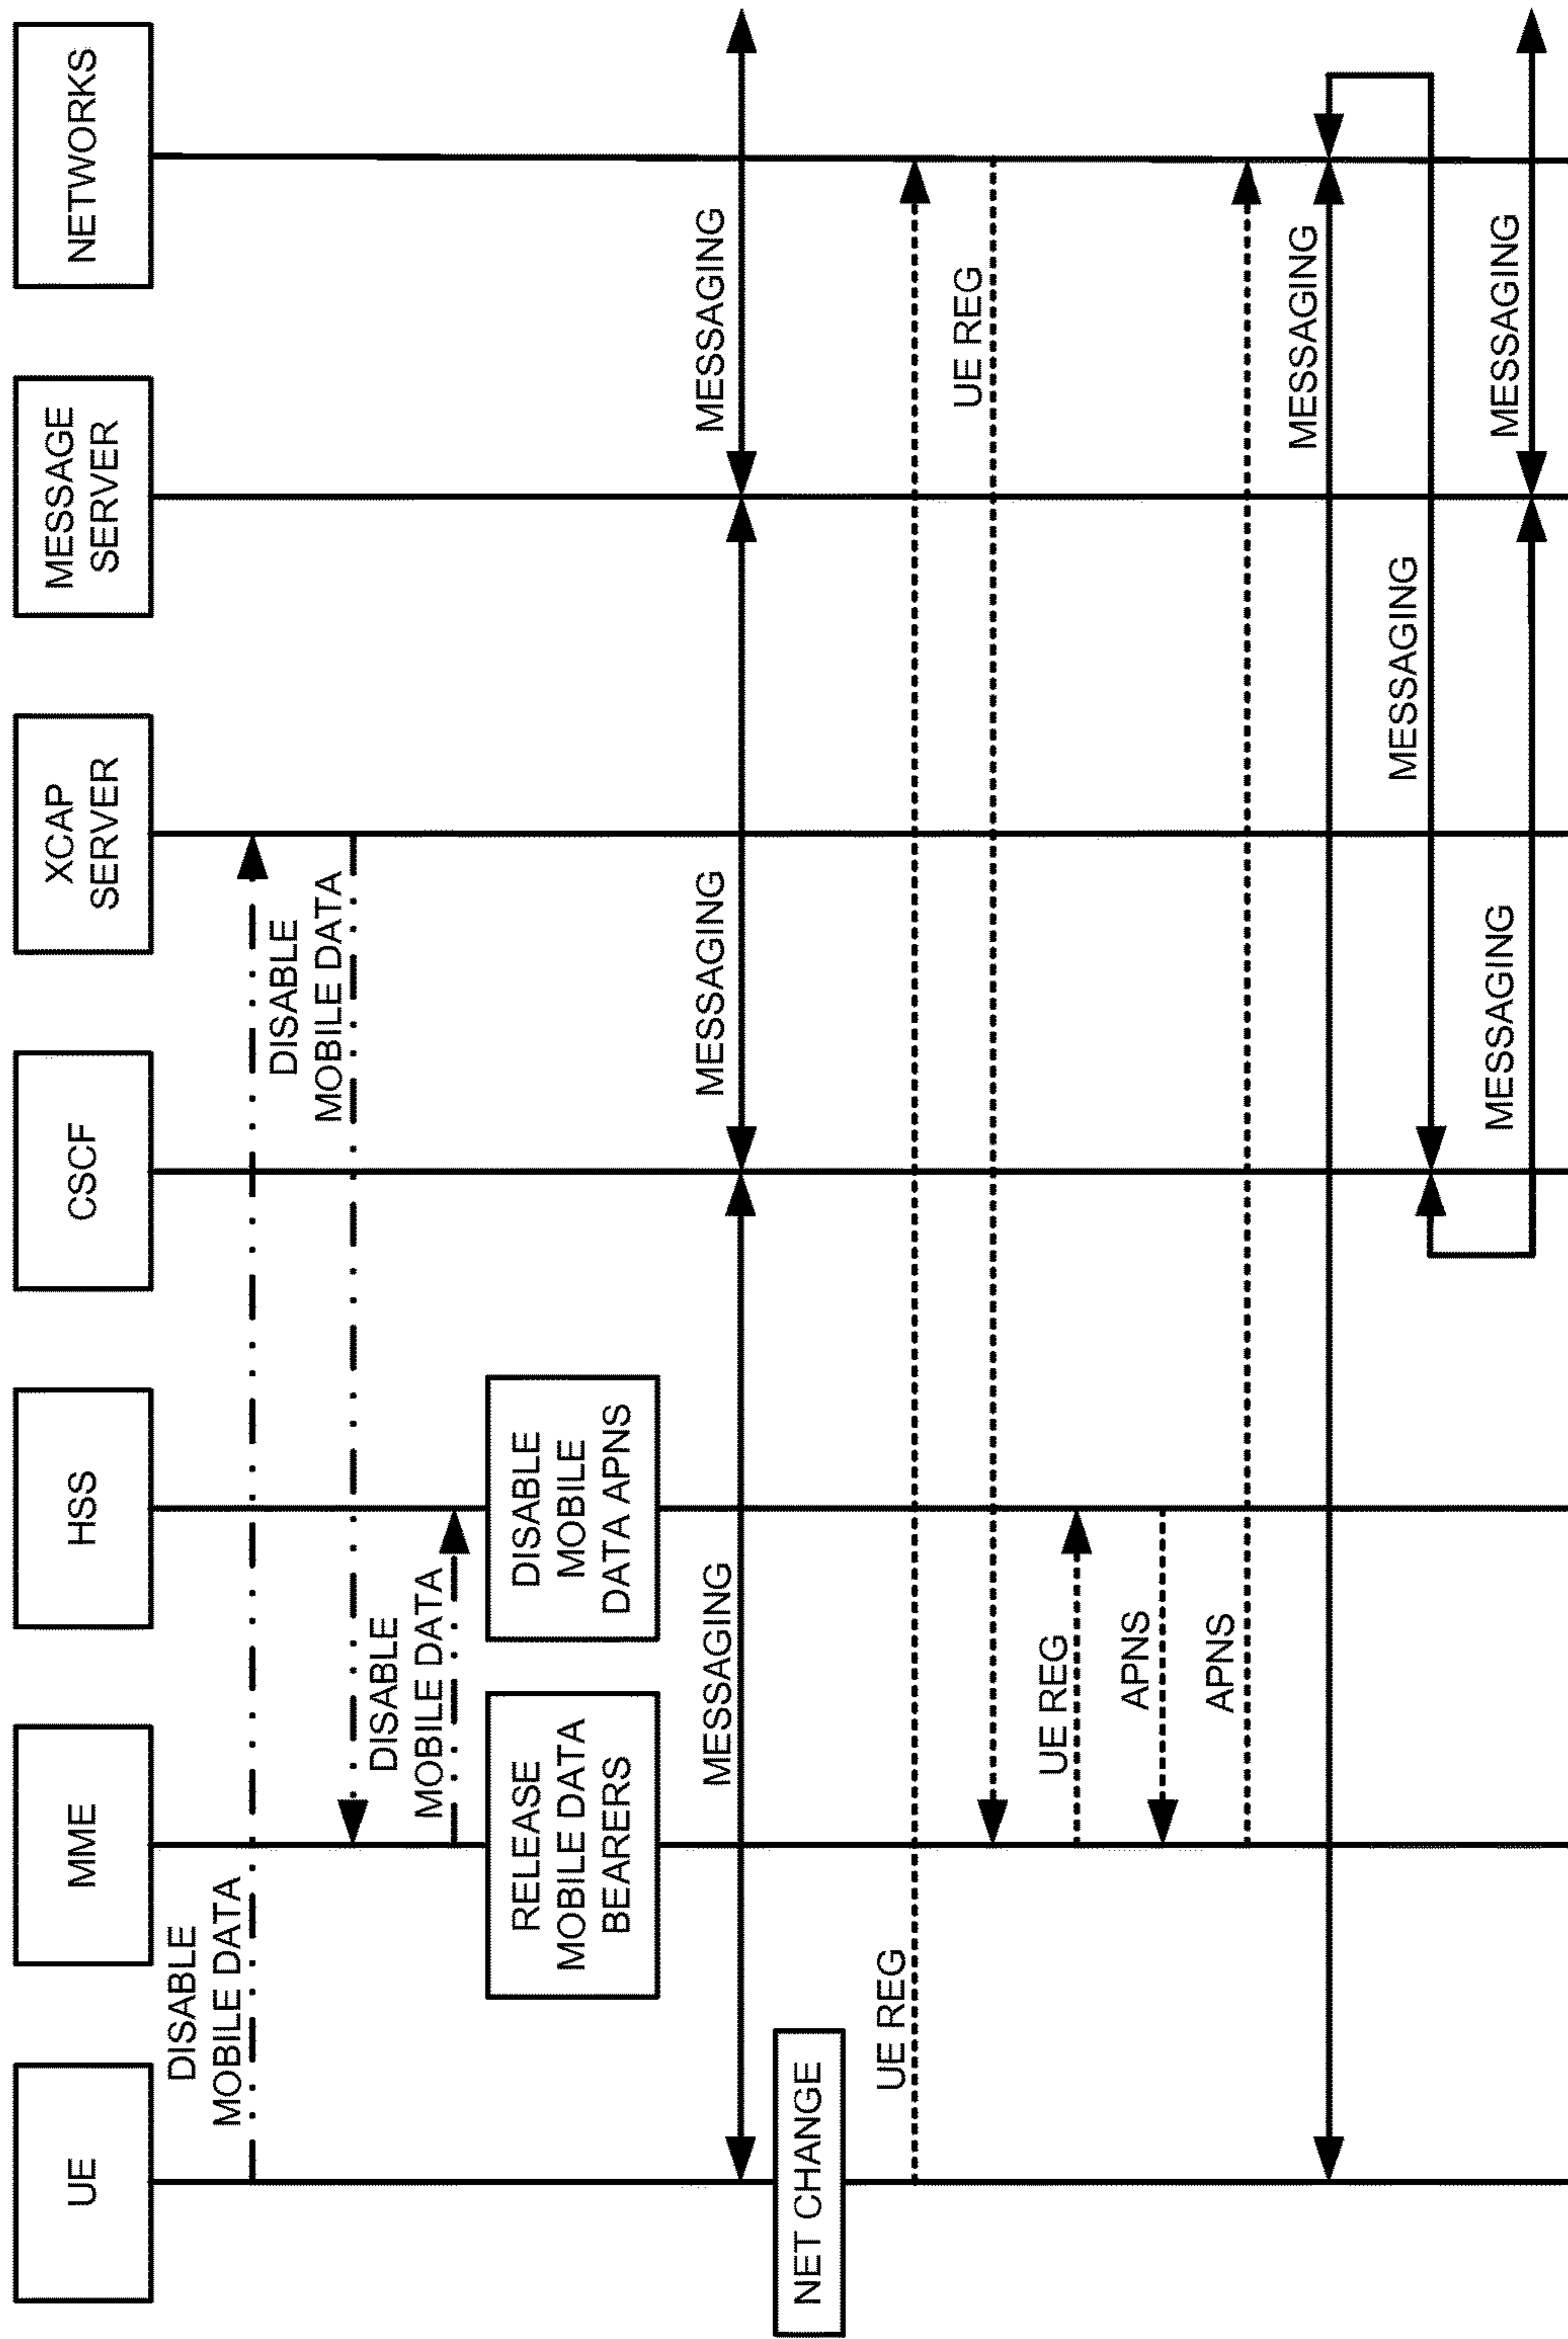 UE
MME
HSS
CSCF
XCAP
SERVER
MESSAGE
SERVER
NETWORKS
DISABLE
MOBILE DATA
DISABLE
MOBILE DATA
DISABLE
MOBILE DATA
RELEASE
MOBILE DATA
BEARERS
DISABLE
MOBILE
DATA APNS
MESSAGING
MESSAGING
MESSAGING
NET CHANGE
UE REG
UE REG
UE REG
APNS
APNS
MESSAGING
MESSAGING
MESSAGING
MESSAGING